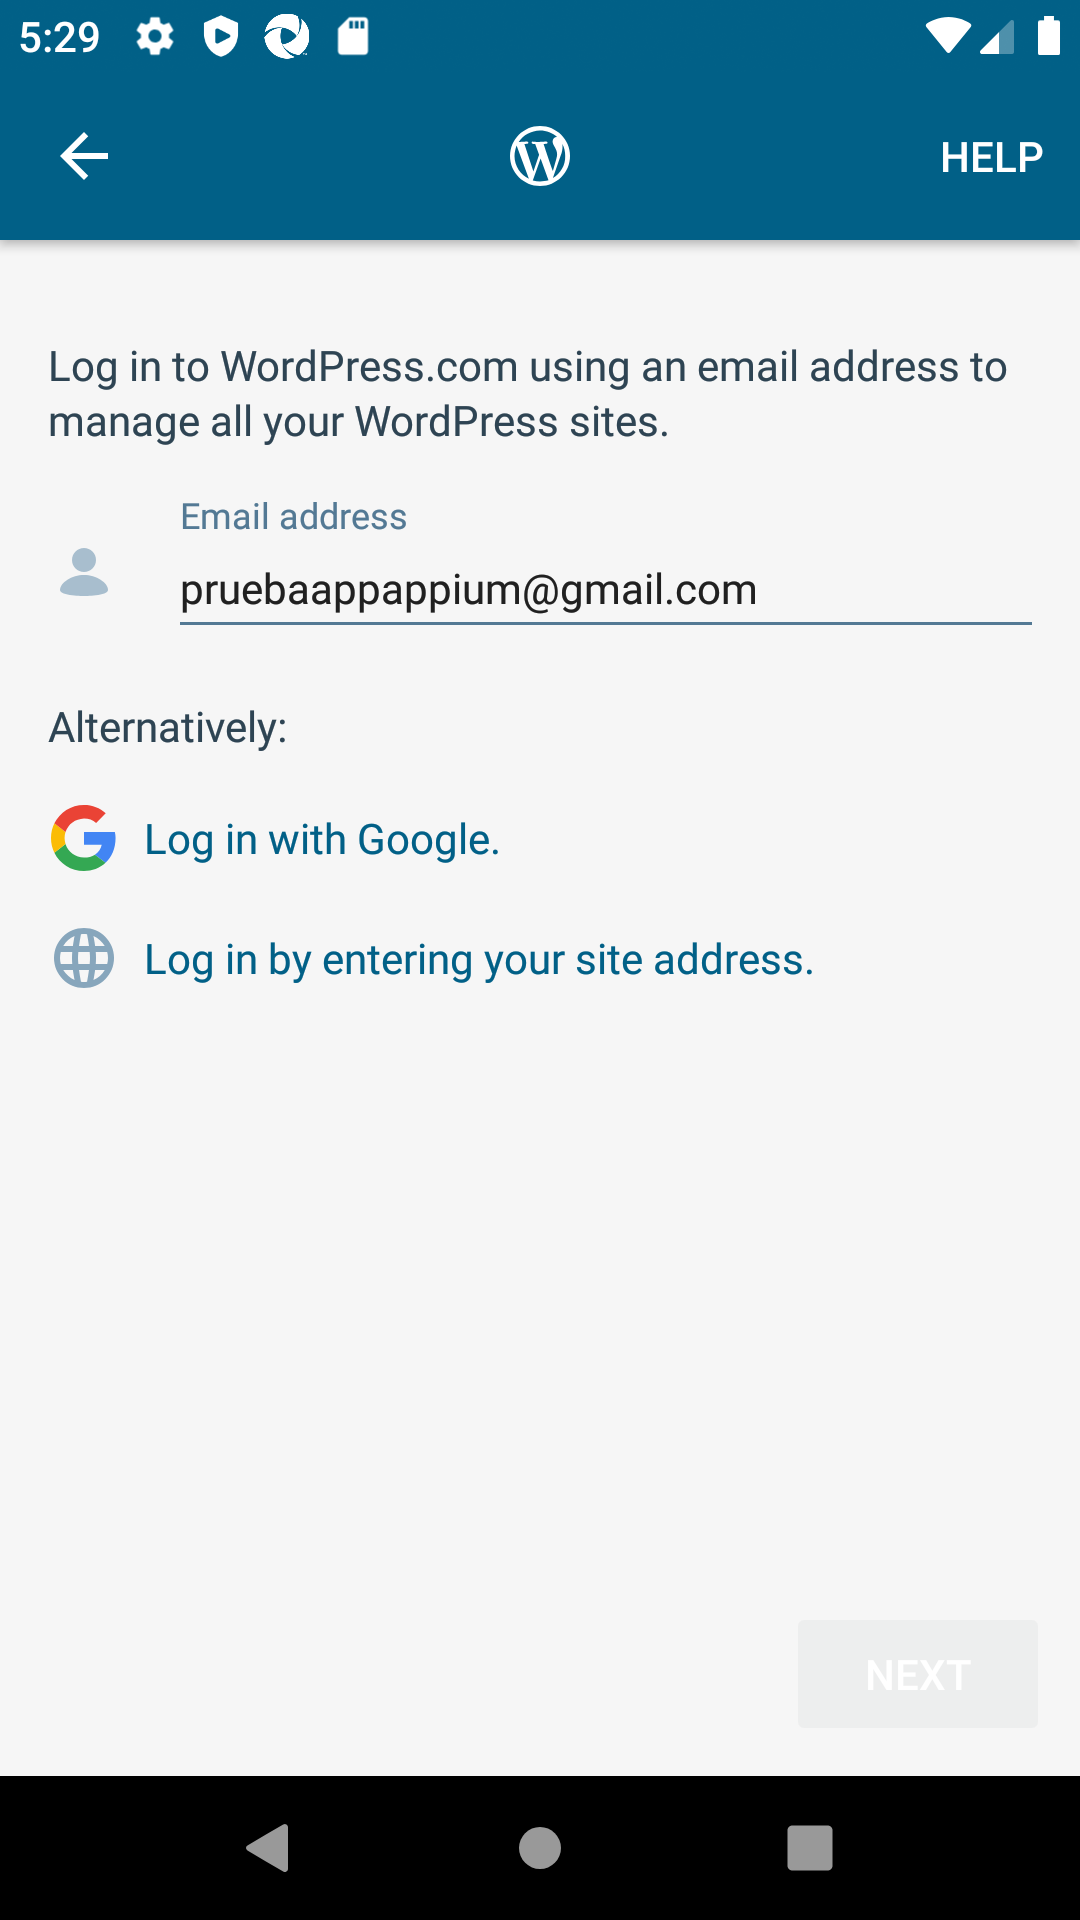 5:29
HELP
Log in to WordPress.com using an email address to
manage all your WordPress sites.
Email address
pruebaappappium@gmail.com
Alternatively:
Log in with Google.
Log in by entering your site address.
NEXT